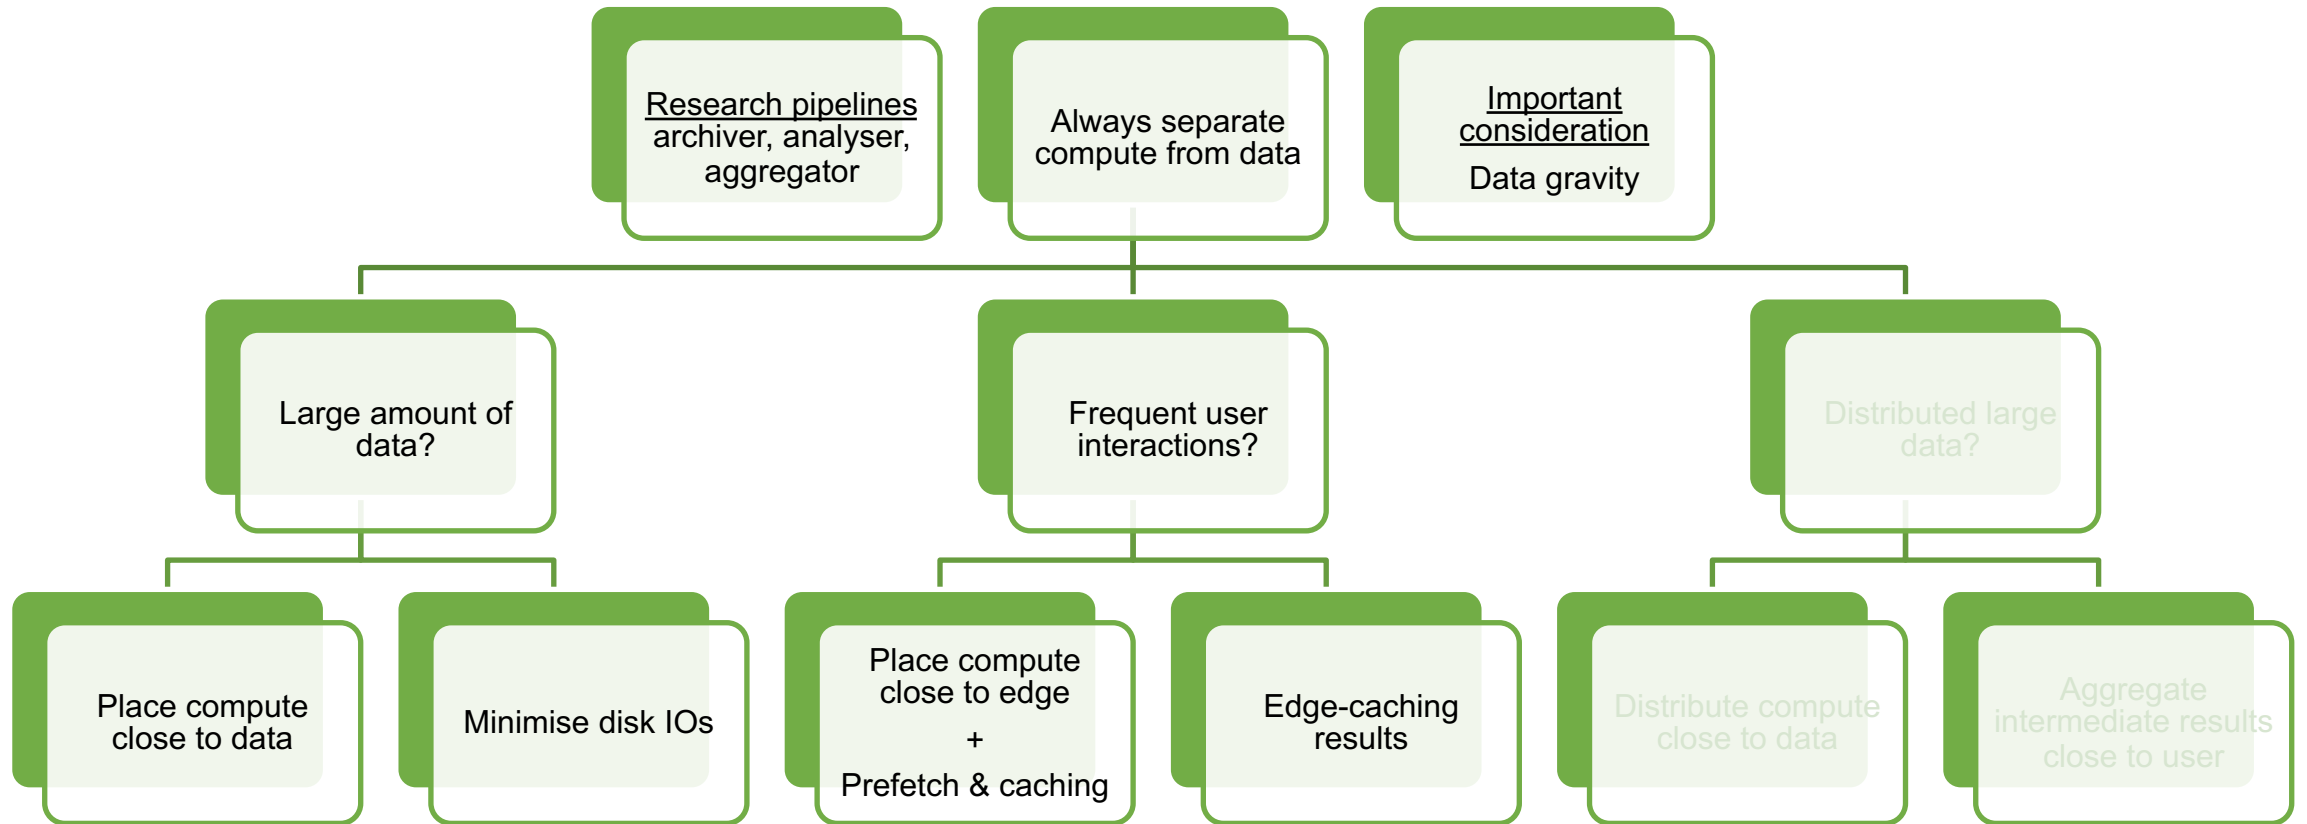 Research pipelines
archiver, analyser,
aggregator
Always separate
compute from data
Important
consideration
Data gravity
Large amount of
data?
Frequent user
interactions?
Distributed large
data?
Place compute
close to data
Minimise disk IOs
Place compute
close to edge
+
Prefetch & caching
Edge-caching
results
Distribute compute
close to data
Aggregate
intermediate results
close to user